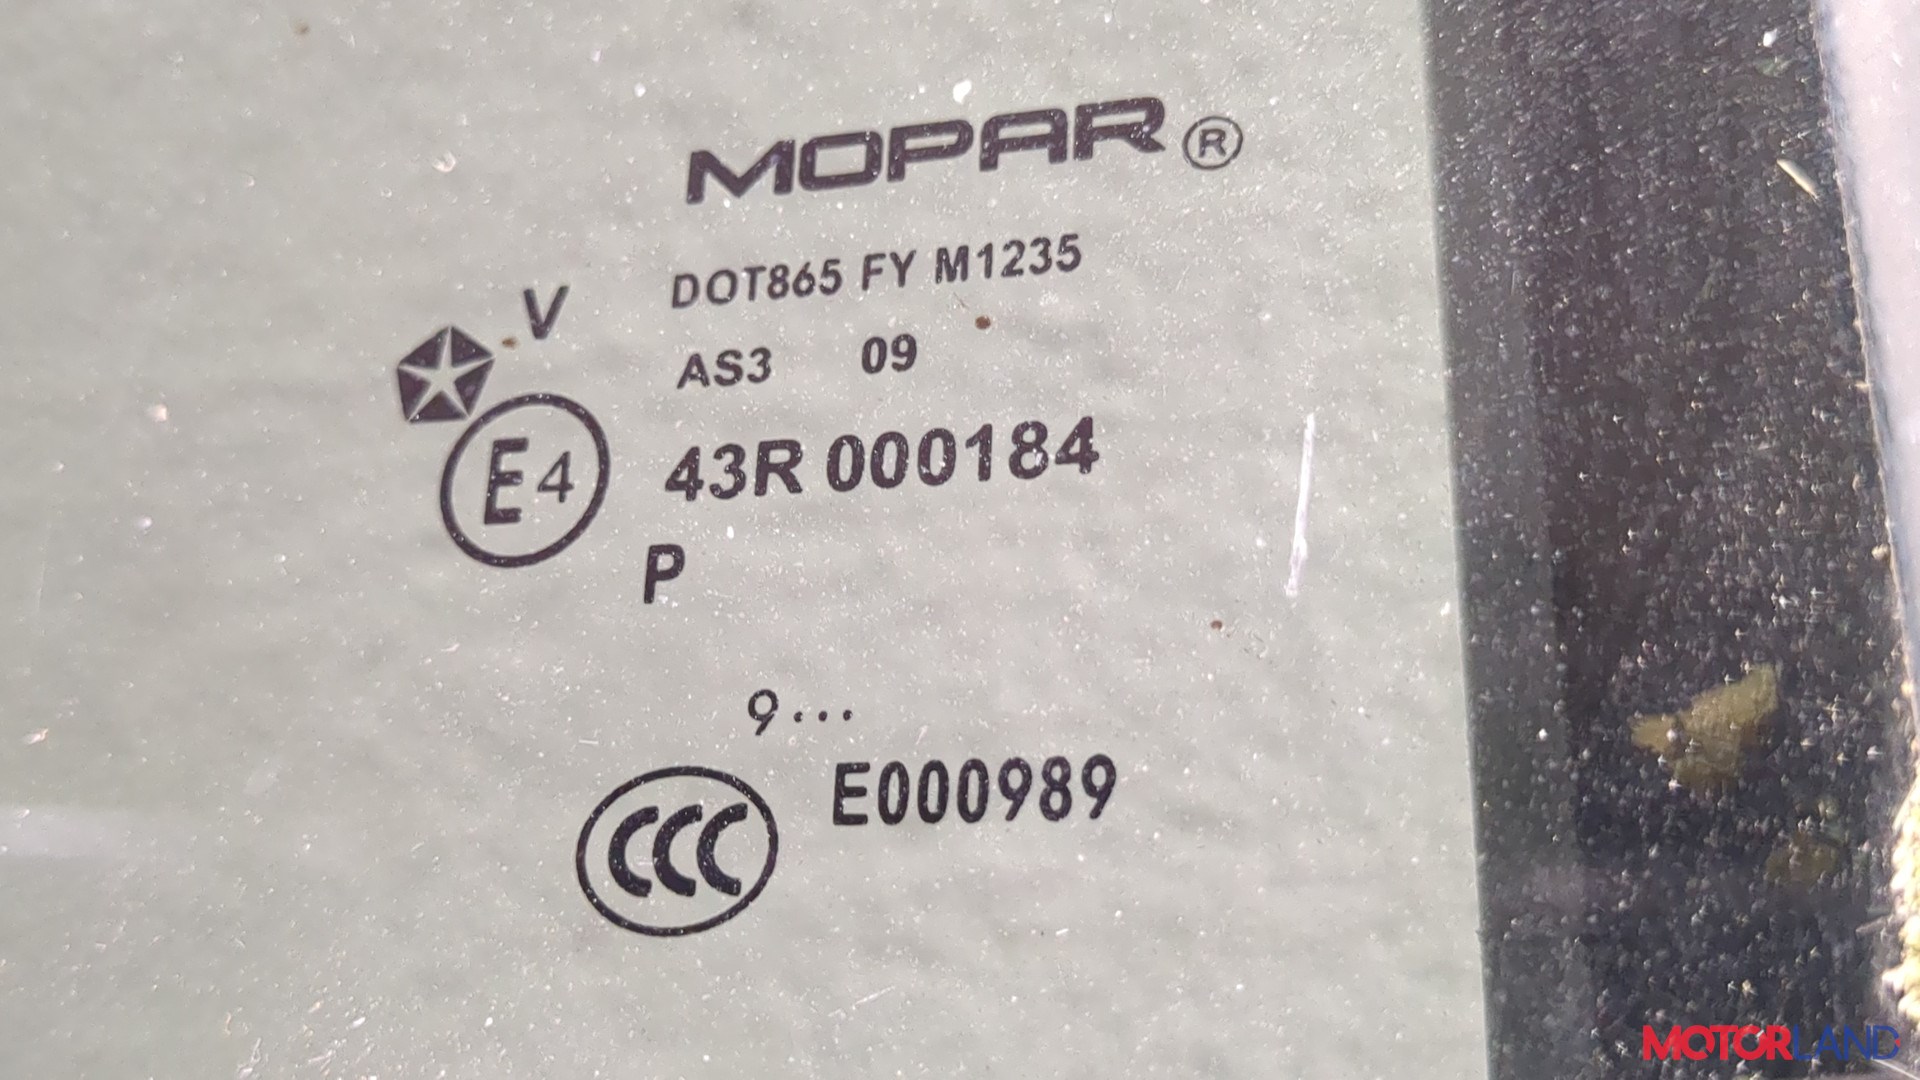 MOPAR®
DOT865 FY M1235
V
AS3 09
E4 43R 000184
P
9...
CCC E000989
MOTORLAND